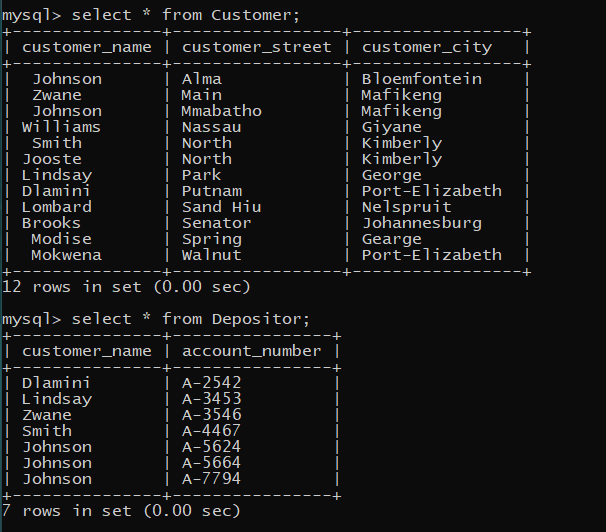 mysql> select * from Customer;
+---------------+------------------+-----------------+
| customer_name | customer_street | customer_city   |
+---------------+------------------+-----------------+
|  Johnson      | Alma            | Bloemfontein    |
|  Zwane        | Main            | Mafikeng        |
|  Johnson      | Mmabatho        | Mafikeng        |
| Williams      | Nassau          | Giyane          |
|  Smith        | North           | Kimberly        |
| Jooste        | North           | Kimberly        |
| Lindsay       | Park            | George          |
| Dlamini       | Putnam          | Port-Elizabeth  |
| Lombard       | Sand Hiu        | Nelspruit       |
| Brooks        | Senator         | Johannesburg    |
|  Modise       | Spring          | Gearge          |
|  Mokwena      | Walnut          | Port-Elizabeth  |
+---------------+------------------+-----------------+
12 rows in set (0.00 sec)
mysql> select * from Depositor;
+---------------+----------------+
| customer_name | account_number |
+---------------+----------------+
| Dlamini       | A-2542         |
| Lindsay       | A-3453         |
| Zwane         | A-3546         |
| Smith         | A-4467         |
| Johnson       | A-5624         |
| Johnson       | A-5664         |
| Johnson       | A-7794         |
+---------------+----------------+
7 rows in set (0.00 sec)